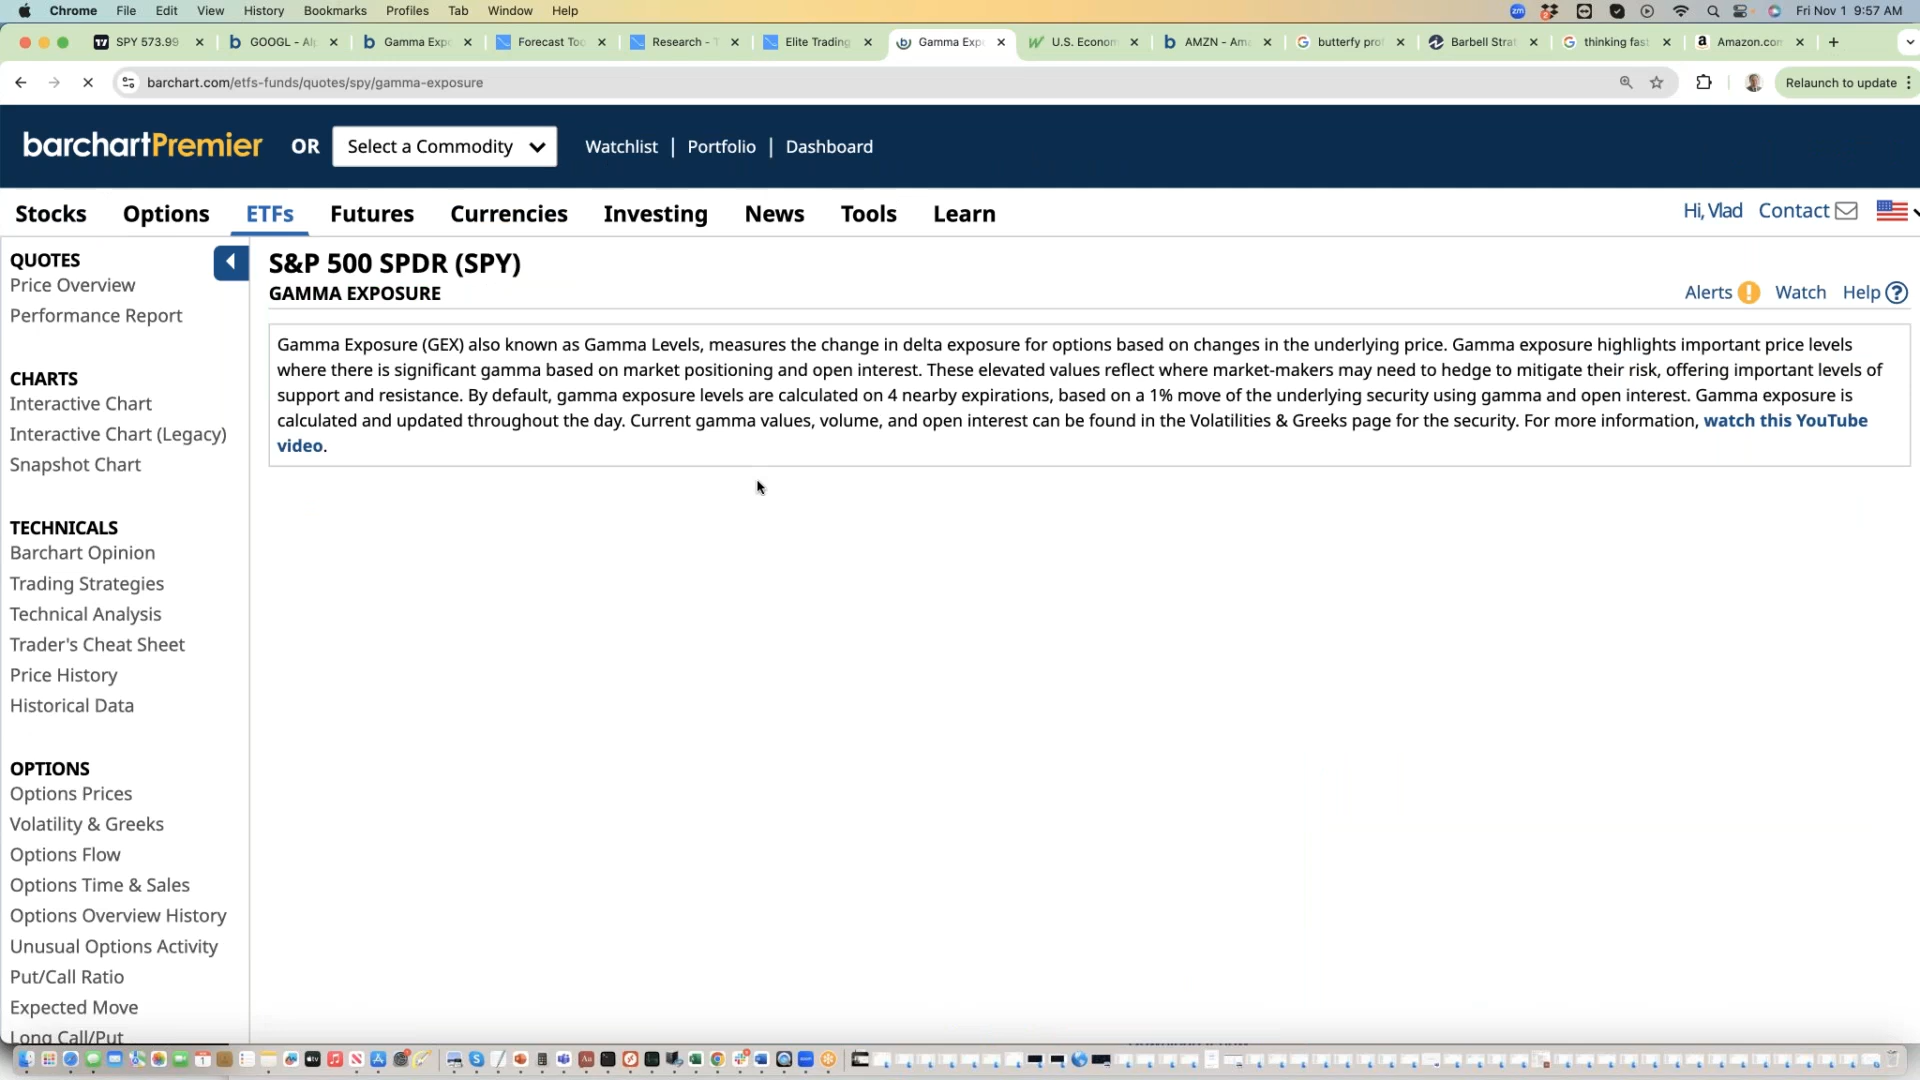 Chrome File Edit View History Bookmarks Profiles Tab Window Help
Fri Nov 1 9:57 AM
SPY 573.99
GOOGL - Al
Gamma Exp
Forecast Too
Research - T
Elite Trading
Gamma Exp
U.S. Econom
AMZN - Ama
butterfy prof
Barbell Strat
thinking fast
Amazon.com
barchart.com/etfs-funds/quotes/spy/gamma-exposure
Relaunch to update
barchartPremier OR Select a Commodity Watchlist | Portfolio | Dashboard
Stocks Options ETFs Futures Currencies Investing News Tools Learn
Hi, Vlad Contact
QUOTES
Price Overview
Performance Report
CHARTS
Interactive Chart
Interactive Chart (Legacy)
Snapshot Chart
TECHNICALS
Barchart Opinion
Trading Strategies
Technical Analysis
Trader's Cheat Sheet
Price History
Historical Data
OPTIONS
Options Prices
Volatility & Greeks
Options Flow
Options Time & Sales
Options Overview History
Unusual Options Activity
Put/Call Ratio
Expected Move
Long Call/Put
S&P 500 SPDR (SPY)
GAMMA EXPOSURE
Alerts Watch Help
Gamma Exposure (GEX) also known as Gamma Levels, measures the change in delta exposure for options based on changes in the underlying price. Gamma exposure highlights important price levels
where there is significant gamma based on market positioning and open interest. These elevated values reflect where market-makers may need to hedge to mitigate their risk, offering important levels of
support and resistance. By default, gamma exposure levels are calculated on 4 nearby expirations, based on a 1% move of the underlying security using gamma and open interest. Gamma exposure is
calculated and updated throughout the day. Current gamma values, volume, and open interest can be found in the Volatilities & Greeks page for the security. For more information, watch this YouTube
video.